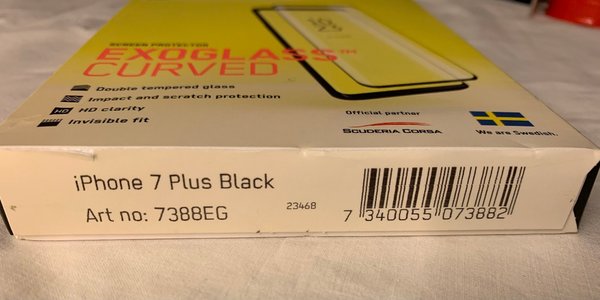 SCREEN PROTECTOR
EXOGLASS™
CURVED
Double tempered glass
Impact and scratch protection
HD HD clarity
Invisible fit
Official partner
SCUDERIA CORSA
We are Swedish.
iPhone 7 Plus Black
Art no: 7388EG
23468
7 340055 073882